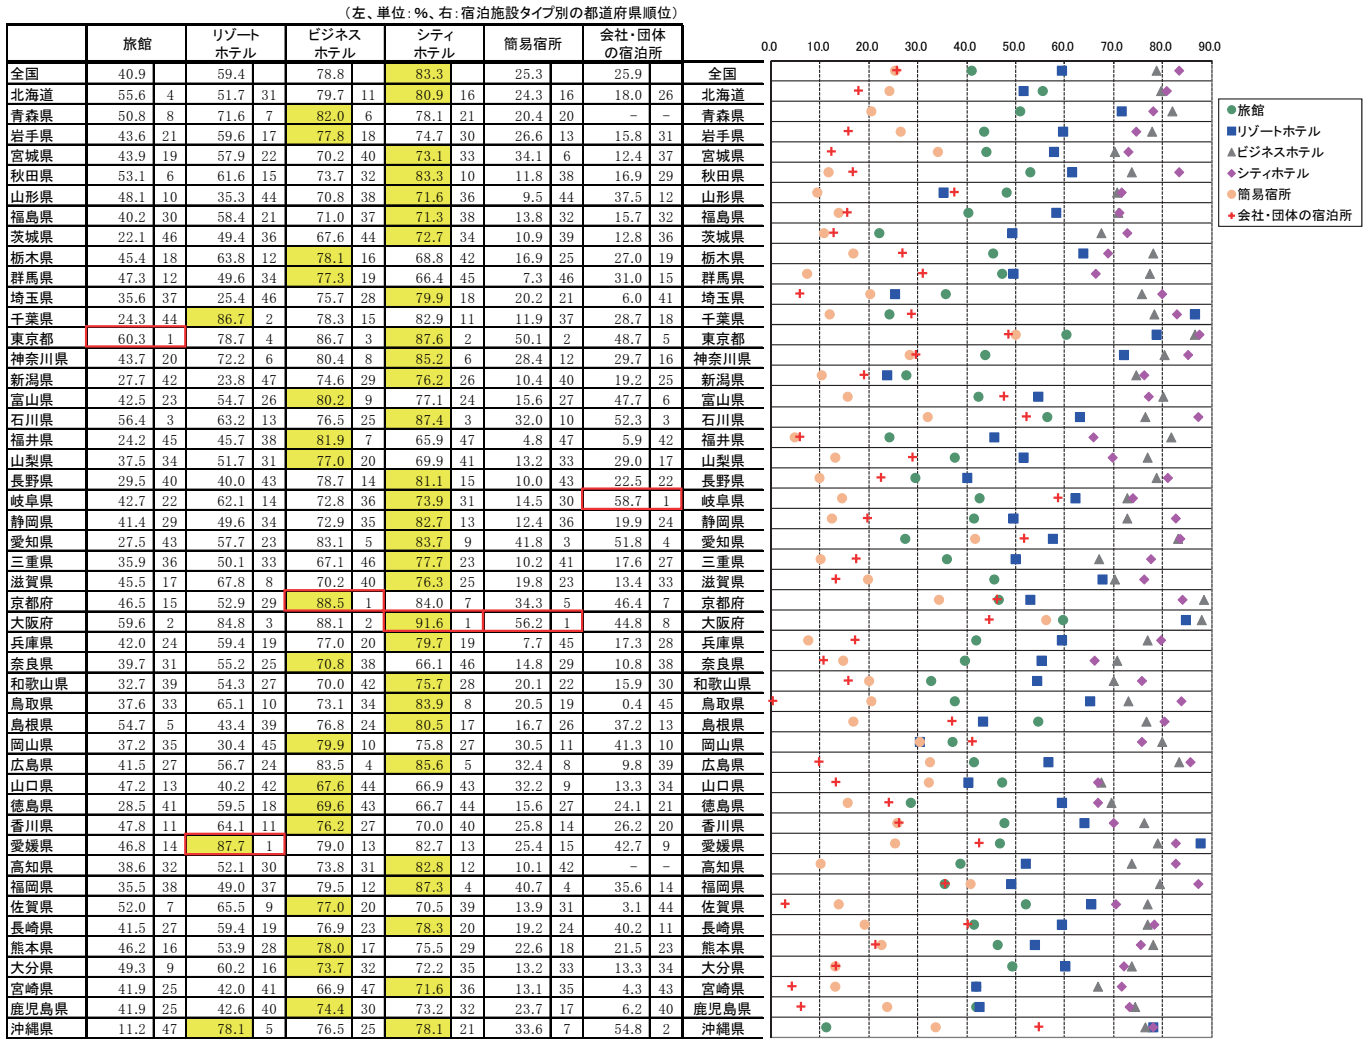 （左、単位：％、右：宿泊施設タイプ別の都道府県順位）
旅館 リゾートホテル ビジネスホテル シティホテル 簡易宿所 会社・団体の宿泊所
0.0 10.0 20.0 30.0 40.0 50.0 60.0 70.0 80.0 90.0
全国 40.9 59.4 78.8 83.3 25.3 25.9 全国
北海道 55.6 4 51.7 31 79.7 11 80.9 16 24.3 16 18.0 26 北海道
青森県 50.8 8 71.6 7 82.0 6 78.1 21 20.4 20 － － 青森県
岩手県 43.6 21 59.6 17 77.8 18 74.7 30 26.6 13 15.8 31 岩手県
宮城県 43.9 19 57.9 22 70.2 40 73.1 33 34.1 6 12.4 37 宮城県
秋田県 53.1 6 61.6 15 73.7 32 83.3 10 11.8 38 16.9 29 秋田県
山形県 48.1 10 35.3 44 70.8 38 71.6 36 9.5 44 37.5 12 山形県
福島県 40.2 30 58.4 21 71.0 37 71.3 38 13.8 32 15.7 32 福島県
茨城県 22.1 46 49.4 36 67.6 44 72.7 34 10.9 39 12.8 36 茨城県
栃木県 45.4 18 63.8 12 78.1 16 68.8 42 16.9 25 27.0 19 栃木県
群馬県 47.3 12 49.6 34 77.3 19 66.4 45 7.3 46 31.0 15 群馬県
埼玉県 35.6 37 25.4 46 75.7 28 79.9 18 20.2 21 6.0 41 埼玉県
千葉県 24.3 44 86.7 2 78.3 15 82.9 11 11.9 37 28.7 18 千葉県
東京都 60.3 1 78.7 4 86.7 3 87.6 2 50.1 2 48.7 5 東京都
神奈川県 43.7 20 72.2 6 80.4 8 85.2 6 28.4 12 29.7 16 神奈川県
新潟県 27.7 42 23.8 47 74.6 29 76.2 26 10.4 40 19.2 25 新潟県
富山県 42.5 23 54.7 26 80.2 9 77.1 24 15.6 27 47.7 6 富山県
石川県 56.4 3 63.2 13 76.5 25 87.4 3 32.0 10 52.3 3 石川県
福井県 24.2 45 45.7 38 81.9 7 65.9 47 4.8 47 5.9 42 福井県
山梨県 37.5 34 51.7 31 77.0 20 69.9 41 13.2 33 29.0 17 山梨県
長野県 29.5 40 40.0 43 78.7 14 81.1 15 10.0 43 22.5 22 長野県
岐阜県 42.7 22 62.1 14 72.8 36 73.9 31 14.5 30 58.7 1 岐阜県
静岡県 41.4 29 49.6 34 72.9 35 82.7 13 12.4 36 19.9 24 静岡県
愛知県 27.5 43 57.7 23 83.1 5 83.7 9 41.8 3 51.8 4 愛知県
三重県 35.9 36 50.1 33 67.1 46 77.7 23 10.2 41 17.6 27 三重県
滋賀県 45.5 17 67.8 8 70.2 40 76.3 25 19.8 23 13.4 33 滋賀県
京都府 46.5 15 52.9 29 88.5 1 84.0 7 34.3 5 46.4 7 京都府
大阪府 59.6 2 84.8 3 88.1 2 91.6 1 56.2 1 44.8 8 大阪府
兵庫県 42.0 24 59.4 19 77.0 20 79.7 19 7.7 45 17.3 28 兵庫県
奈良県 39.7 31 55.2 25 70.8 38 66.1 46 14.8 29 10.8 38 奈良県
和歌山県 32.7 39 54.3 27 70.0 42 75.7 28 20.1 22 15.9 30 和歌山県
鳥取県 37.6 33 65.1 10 73.1 34 83.9 8 20.5 19 0.4 45 鳥取県
島根県 54.7 5 43.4 39 76.8 24 80.5 17 16.7 26 37.2 13 島根県
岡山県 37.2 35 30.4 45 79.9 10 75.8 27 30.5 11 41.3 10 岡山県
広島県 41.5 27 56.7 24 83.5 4 85.6 5 32.4 8 9.8 39 広島県
山口県 47.2 13 40.2 42 67.6 44 66.9 43 32.2 9 13.3 34 山口県
徳島県 28.5 41 59.5 18 69.6 43 66.7 44 15.6 27 24.1 21 徳島県
香川県 47.8 11 64.1 11 76.2 27 70.0 40 25.8 14 26.2 20 香川県
愛媛県 46.8 14 87.7 1 79.0 13 82.7 13 25.4 15 42.7 9 愛媛県
高知県 38.6 32 52.1 30 73.8 31 82.8 12 10.1 42 － － 高知県
福岡県 35.5 38 49.0 37 79.5 12 87.3 4 40.7 4 35.6 14 福岡県
佐賀県 52.0 7 65.5 9 77.0 20 70.5 39 13.9 31 3.1 44 佐賀県
長崎県 41.5 27 59.4 19 76.9 23 78.3 20 19.2 24 40.2 11 長崎県
熊本県 46.2 16 53.9 28 78.0 17 75.5 29 22.6 18 21.5 23 熊本県
大分県 49.3 9 60.2 16 73.7 32 72.2 35 13.2 33 13.3 34 大分県
宮崎県 41.9 25 42.0 41 66.9 47 71.6 36 13.1 35 4.3 43 宮崎県
鹿児島県 41.9 25 42.6 40 74.4 30 73.2 32 23.7 17 6.2 40 鹿児島県
沖縄県 11.2 47 78.1 5 76.5 25 78.1 21 33.6 7 54.8 2 沖縄県
旅館
リゾートホテル
ビジネスホテル
シティホテル
簡易宿所
会社・団体の宿泊所